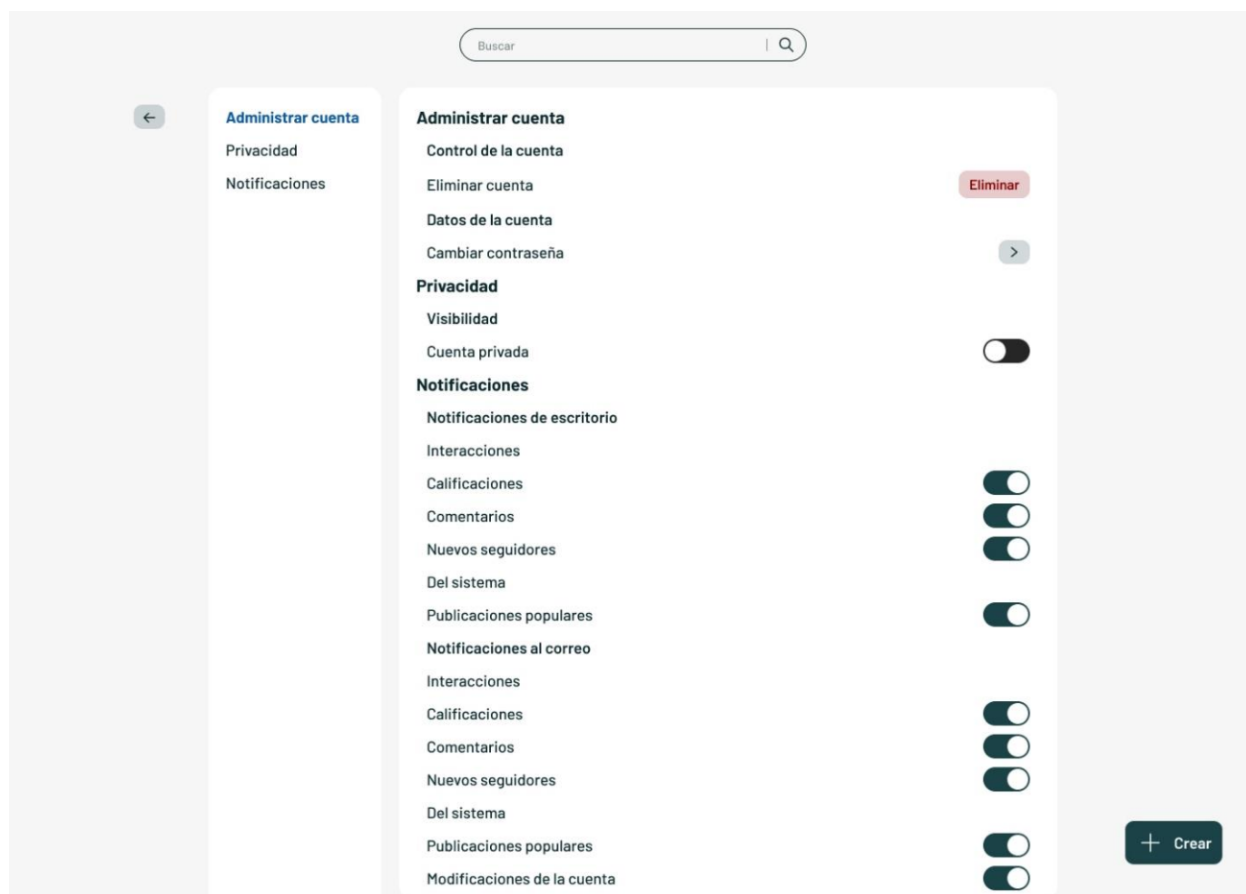 Buscar
Administrar cuenta
Privacidad
Notificaciones
Administrar cuenta
Control de la cuenta
Eliminar cuenta
Eliminar
Datos de la cuenta
Cambiar contraseña
Privacidad
Visibilidad
Cuenta privada
Notificaciones
Notificaciones de escritorio
Interacciones
Calificaciones
Comentarios
Nuevos seguidores
Del sistema
Publicaciones populares
Notificaciones al correo
Interacciones
Calificaciones
Comentarios
Nuevos seguidores
Del sistema
Publicaciones populares
Modificaciones de la cuenta
Crear